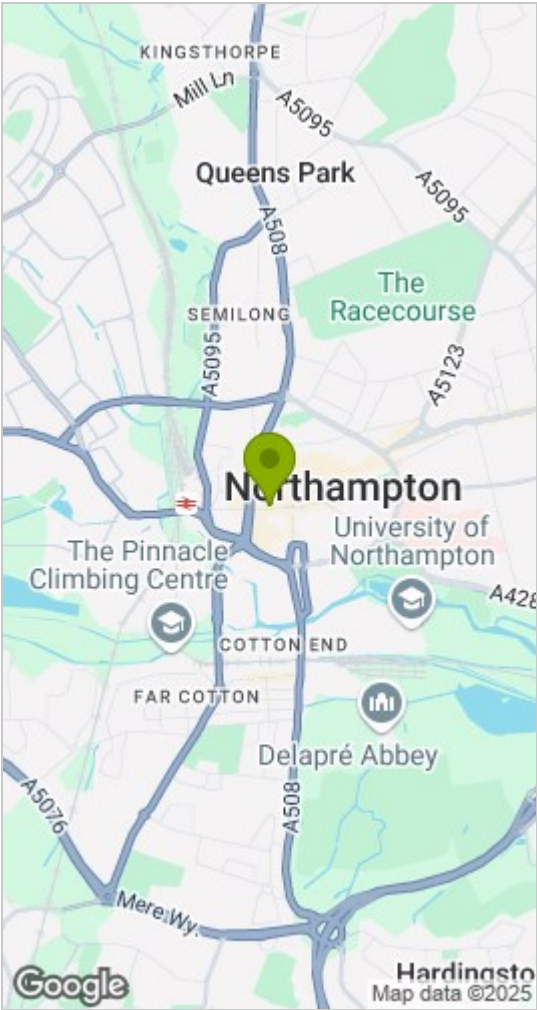 KINGSTHORPE
Mill Ln
A5095
Queens Park
A5095
A508
The
Racecourse
SEMILONG
A5095
A5123
Northampton
University of
Northampton
The Pinnacle
Climbing Centre
A428
COTTON END
FAR COTTON
Delapré Abbey
A5076
A508
Mere Wy.
Hardingsto
Google
Map data ©2025